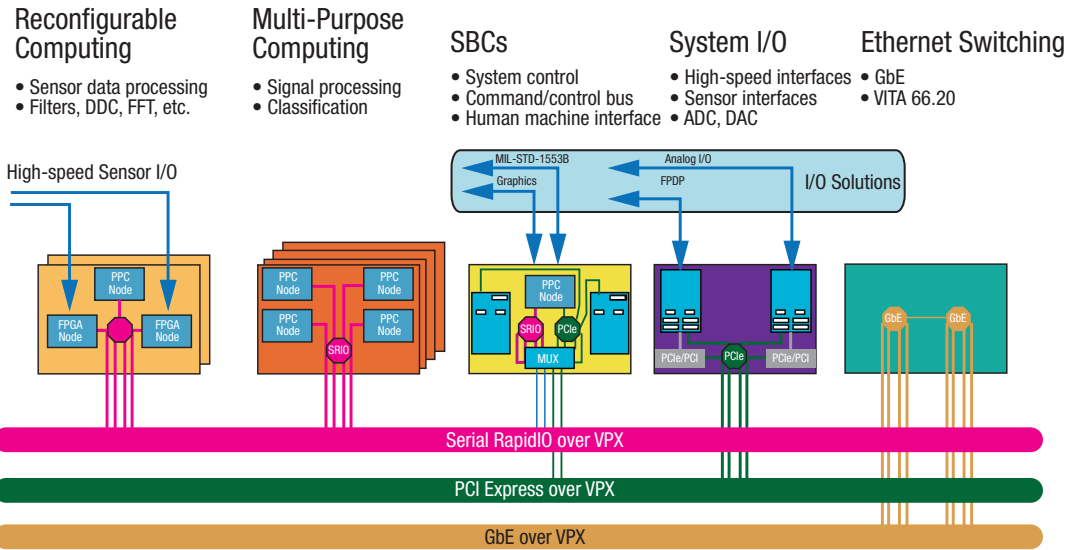 Reconfigurable
Computing
• Sensor data processing
• Filters, DDC, FFT, etc.
Multi-Purpose
Computing
• Signal processing
• Classification
SBCs
• System control
• Command/control bus
• Human machine interface
System I/O
• High-speed interfaces
• Sensor interfaces
• ADC, DAC
Ethernet Switching
• GbE
• VITA 66.20
High-speed Sensor I/O
MIL-STD-1553B
Graphics
Analog I/O
FPDP
I/O Solutions
PPC
Node
FPGA
Node
FPGA
Node
PPC
Node
PPC
Node
PPC
Node
PPC
Node
SRIO
PPC
Node
SRIO
PCIe
MUX
PCIe/PCI
PCIe
PCIe/PCI
GbE
GbE
Serial RapidIO over VPX
PCI Express over VPX
GbE over VPX